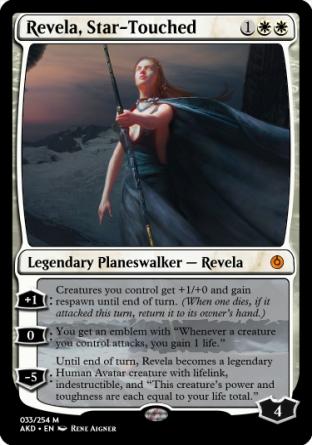 Revela, Star-Touched 1
Legendary Planeswalker — Revela
Creatures you control get +1/+0 and gain
+1 respawn until end of turn. (When one dies, if it
attacked this turn, return it to its owner's hand.)
0 You get an emblem with "Whenever a creature
you control attacks, you gain 1 life."
Until end of turn, Revela becomes a legendary
-5 Human Avatar creature with lifelink,
indestructible, and "This creature's power and
toughness are each equal to your life total."
4
033/254 M
AKD • EN Rene Aigner